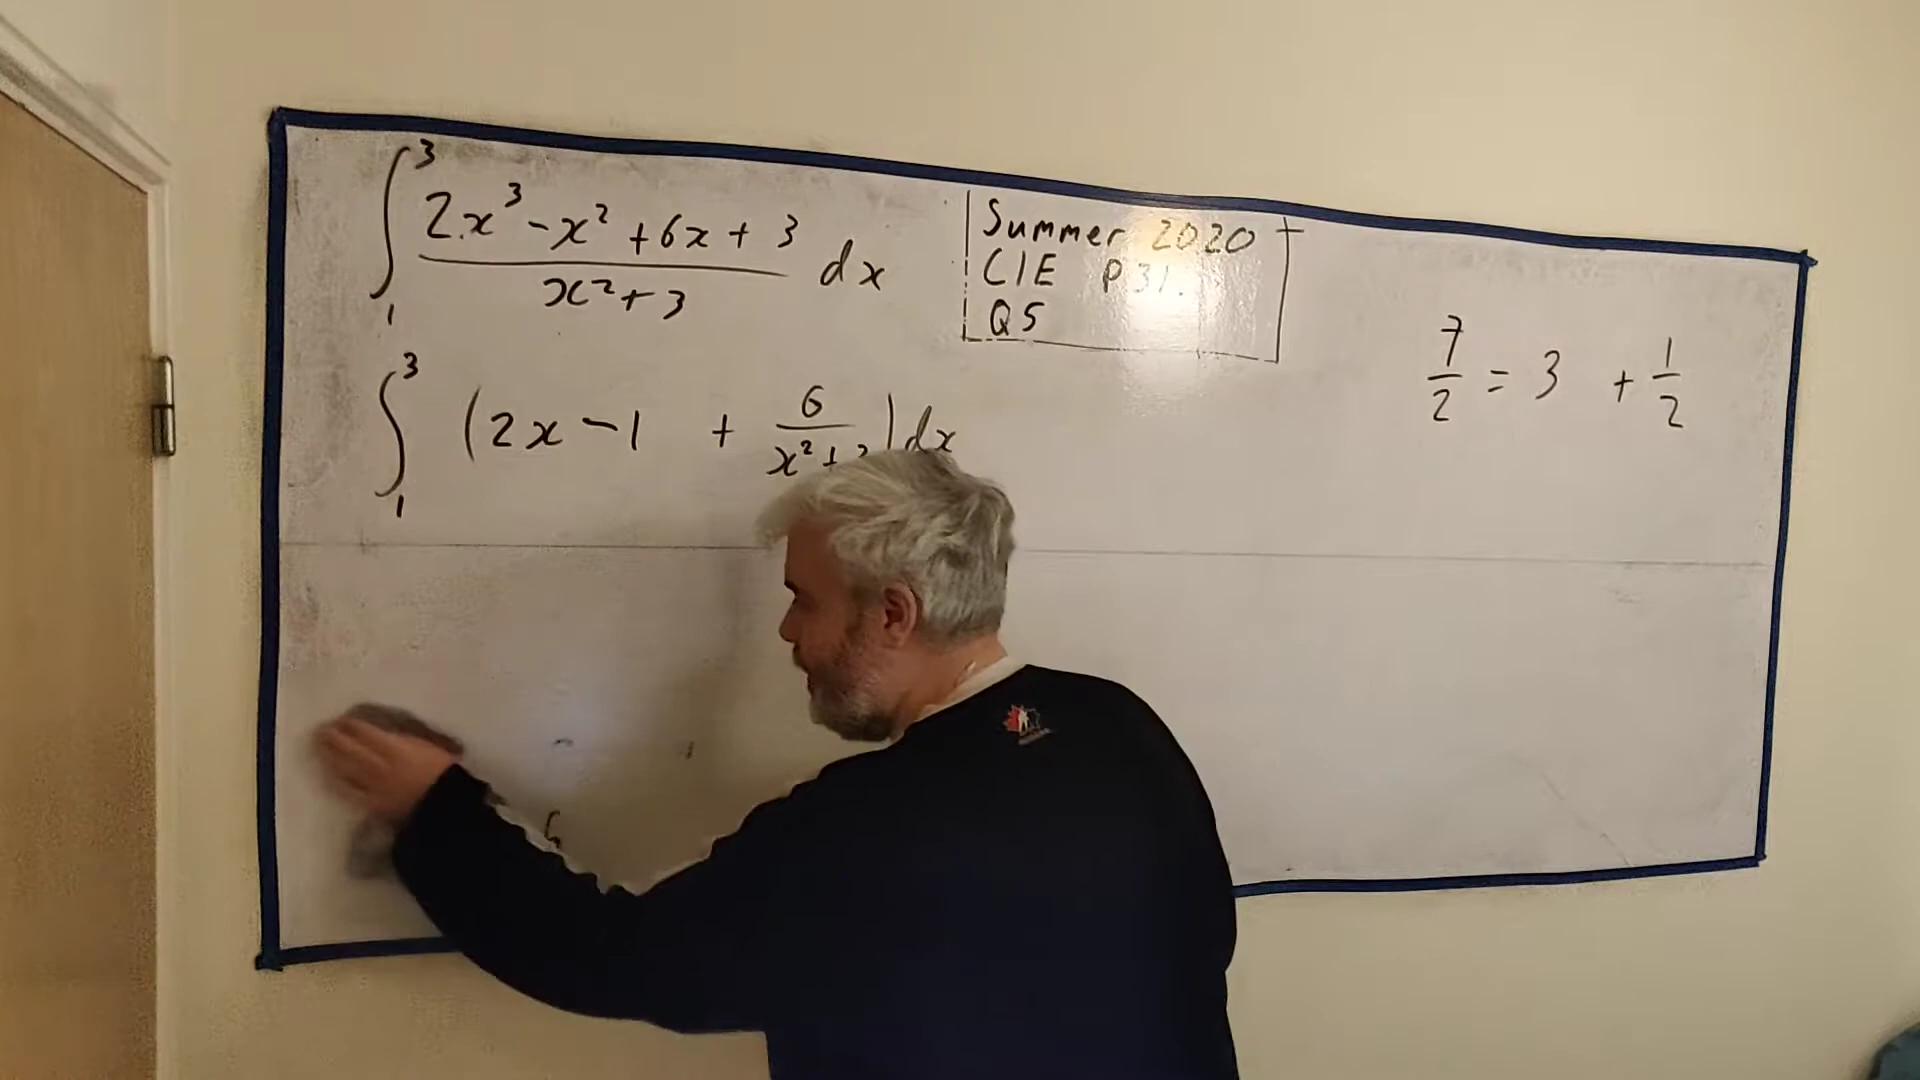 ∫₁³ (2x³ - x² + 6x + 3)/(x² + 3) dx
Summer 2020
CIE P31.
Q5
7/2 = 3 + 1/2
∫₁³ (2x - 1 + 6/(x² +
) dx